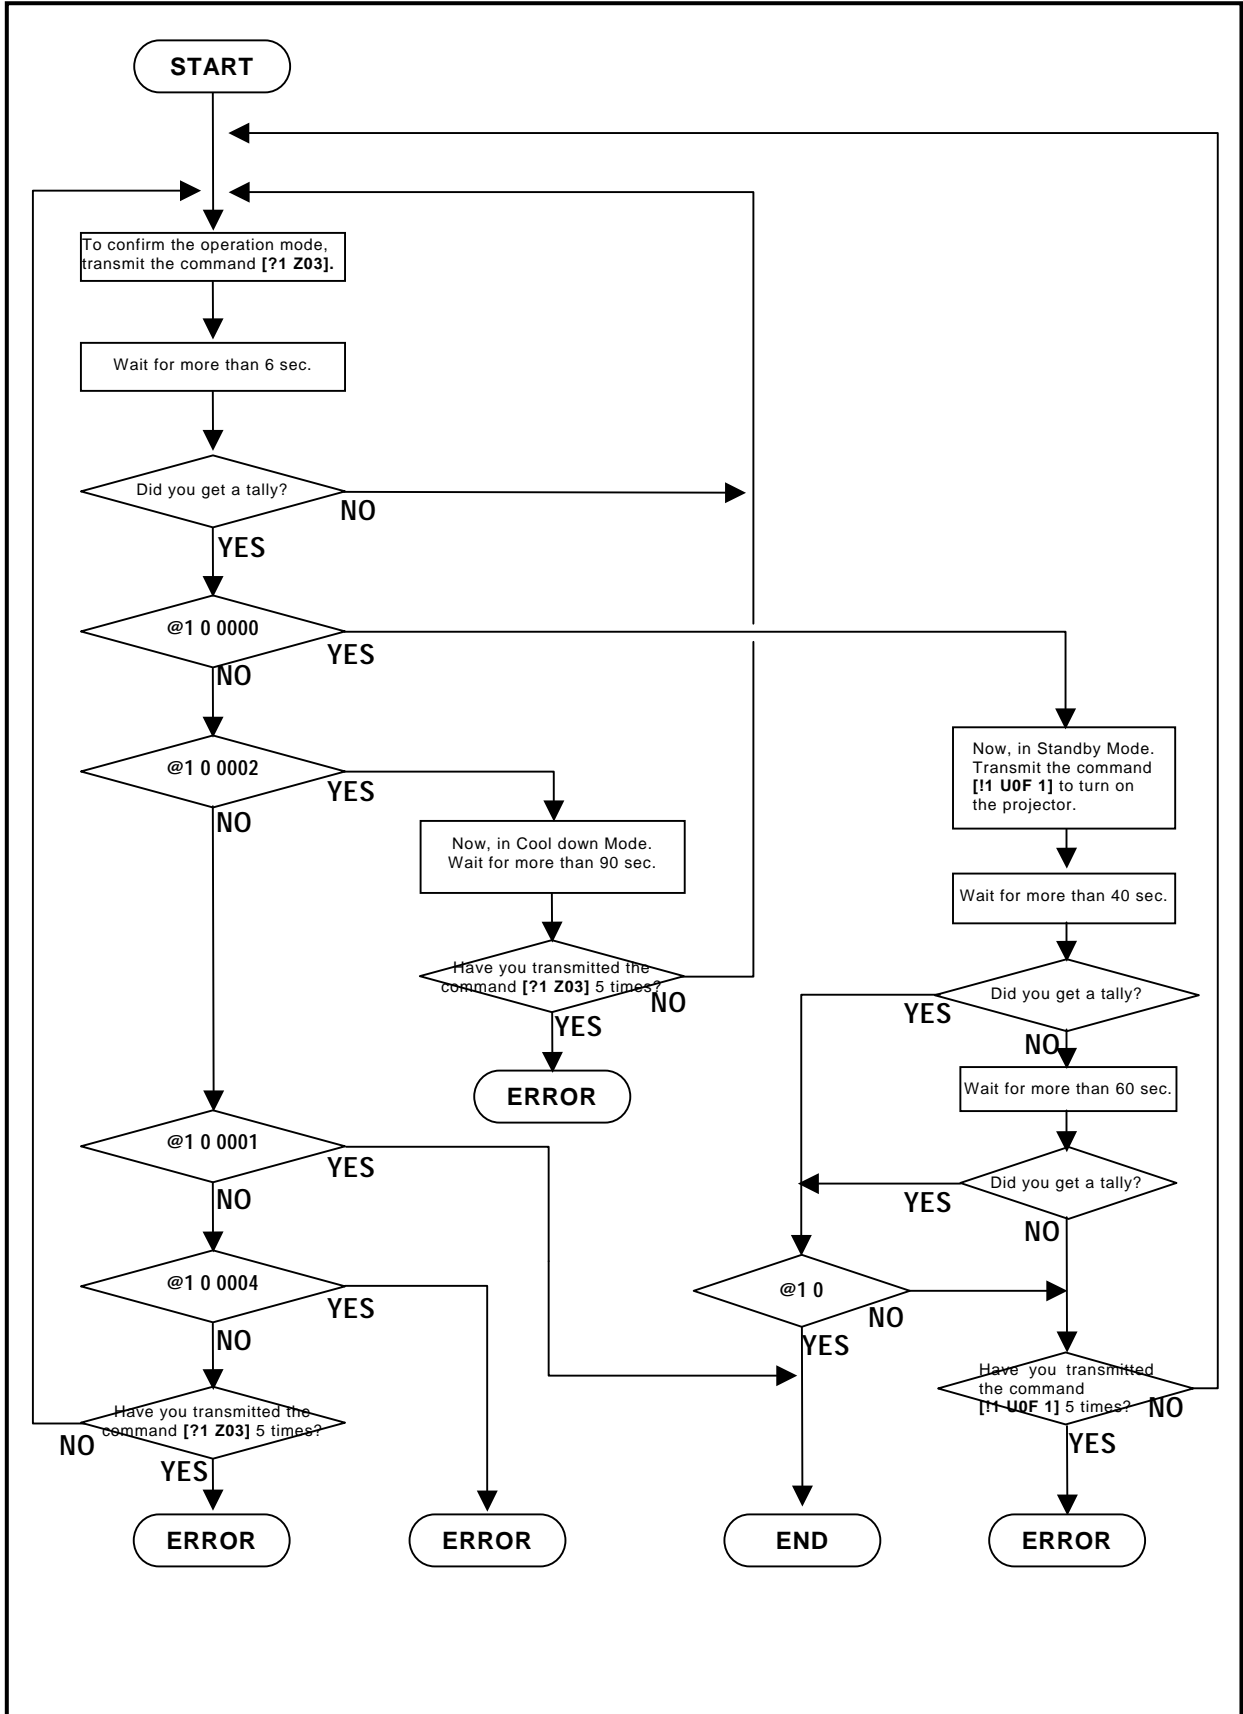 START
To confirm the operation mode,
transmit the command [?1 Z03].
Wait for more than 6 sec.
Did you get a tally?
NO
YES
@1 0 0000
YES
NO
@1 0 0002
YES
NO
Now, in Cool down Mode.
Wait for more than 90 sec.
Have you transmitted the
command [?1 Z03] 5 times?
NO
YES
ERROR
Now, in Standby Mode.
Transmit the command
[!1 U0F 1] to turn on
the projector.
Wait for more than 40 sec.
Did you get a tally?
YES
NO
Wait for more than 60 sec.
Did you get a tally?
YES
NO
@1 0 0001
YES
NO
@1 0 0004
YES
NO
@1 0
NO
YES
Have you transmitted
the command
[!1 U0F 1] 5 times?
NO
YES
Have you transmitted the
command [?1 Z03] 5 times?
NO
YES
ERROR
ERROR
END
ERROR